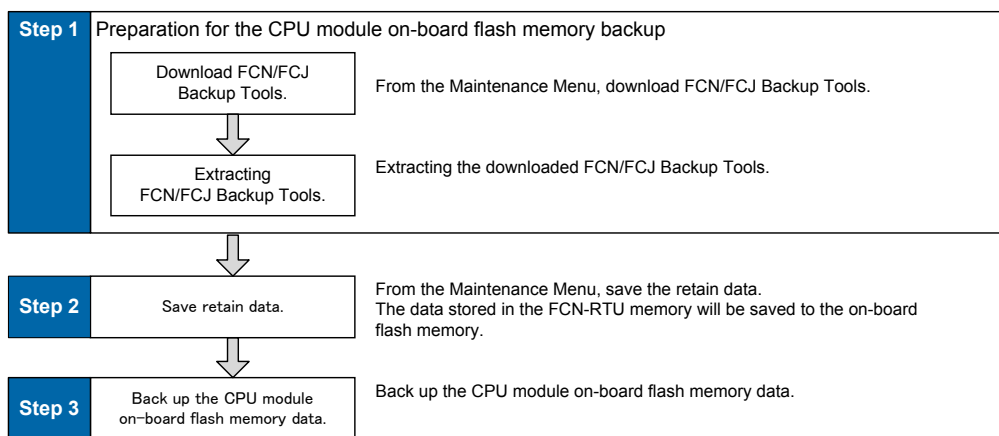 Step 1
Preparation for the CPU module on-board flash memory backup
Download FCN/FCJ
Backup Tools.
From the Maintenance Menu, download FCN/FCJ Backup Tools.
Extracting
FCN/FCJ Backup Tools.
Extracting the downloaded FCN/FCJ Backup Tools.
Step 2
Save retain data.
From the Maintenance Menu, save the retain data.
The data stored in the FCN-RTU memory will be saved to the on-board
flash memory.
Step 3
Back up the CPU module
on-board flash memory data.
Back up the CPU module on-board flash memory data.